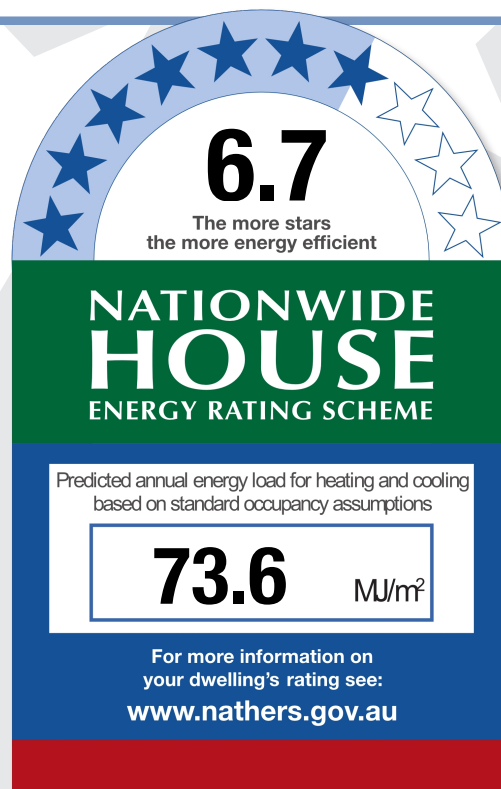 6.7
The more stars
the more energy efficient
NATIONWIDE
HOUSE
ENERGY RATING SCHEME
Predicted annual energy load for heating and cooling
based on standard occupancy assumptions
73.6 MJ/m²
For more information on
your dwelling's rating see:
www.nathers.gov.au